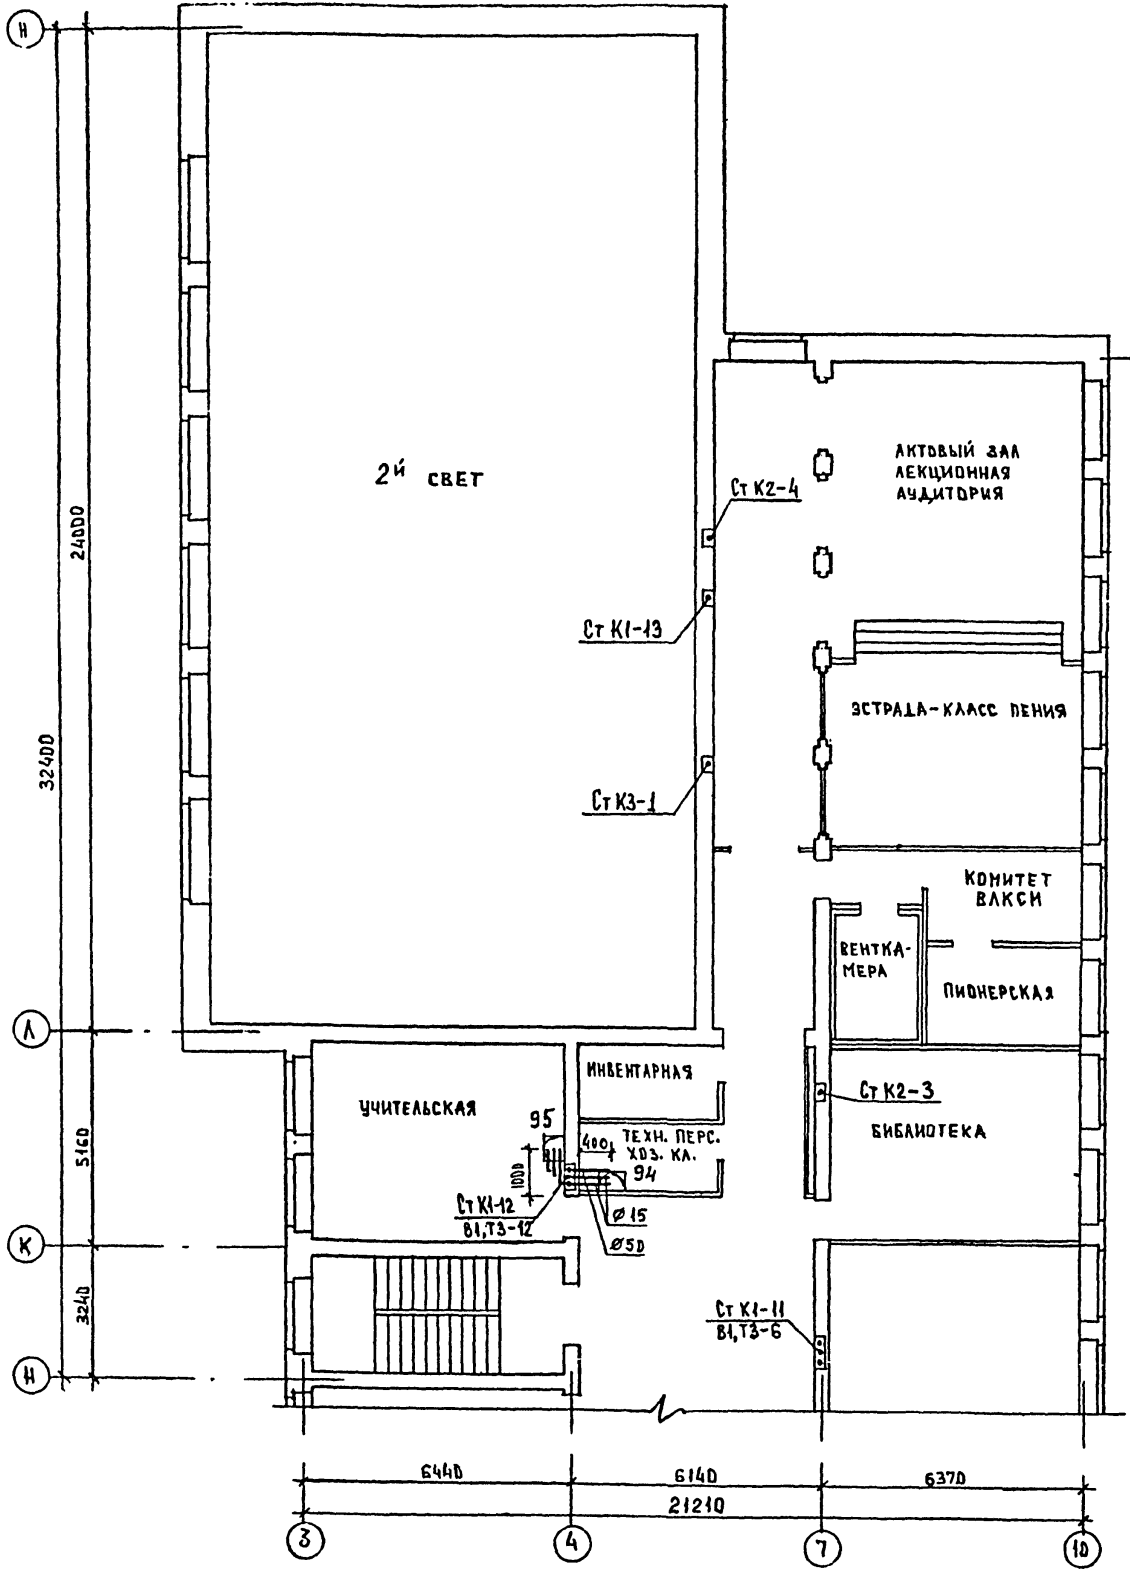 Н
24000
32400
2й СВЕТ
Ст К2-4
Ст К1-13
Ст К3-1
АКТОВЫЙ ЗАЛ
ЛЕКЦИОННАЯ
АУДИТОРИЯ
ЭСТРАДА-КЛАСС ПЕНИЯ
КОМИТЕТ
ВЛКСМ
ВЕНТКА-
МЕРА
ПИОНЕРСКАЯ
Л
5160
УЧИТЕЛЬСКАЯ
ИНВЕНТАРНАЯ
95
400
ТЕХН. ПЕРС.
ХОЗ. КЛ.
94
1000
Ст К1-12
В1,Т3-12
Ø15
Ø50
Ст К2-3
БИБЛИОТЕКА
К
3240
Ст К1-11
В1,Т3-6
Н
6440
6140
6370
21210
3
4
7
10